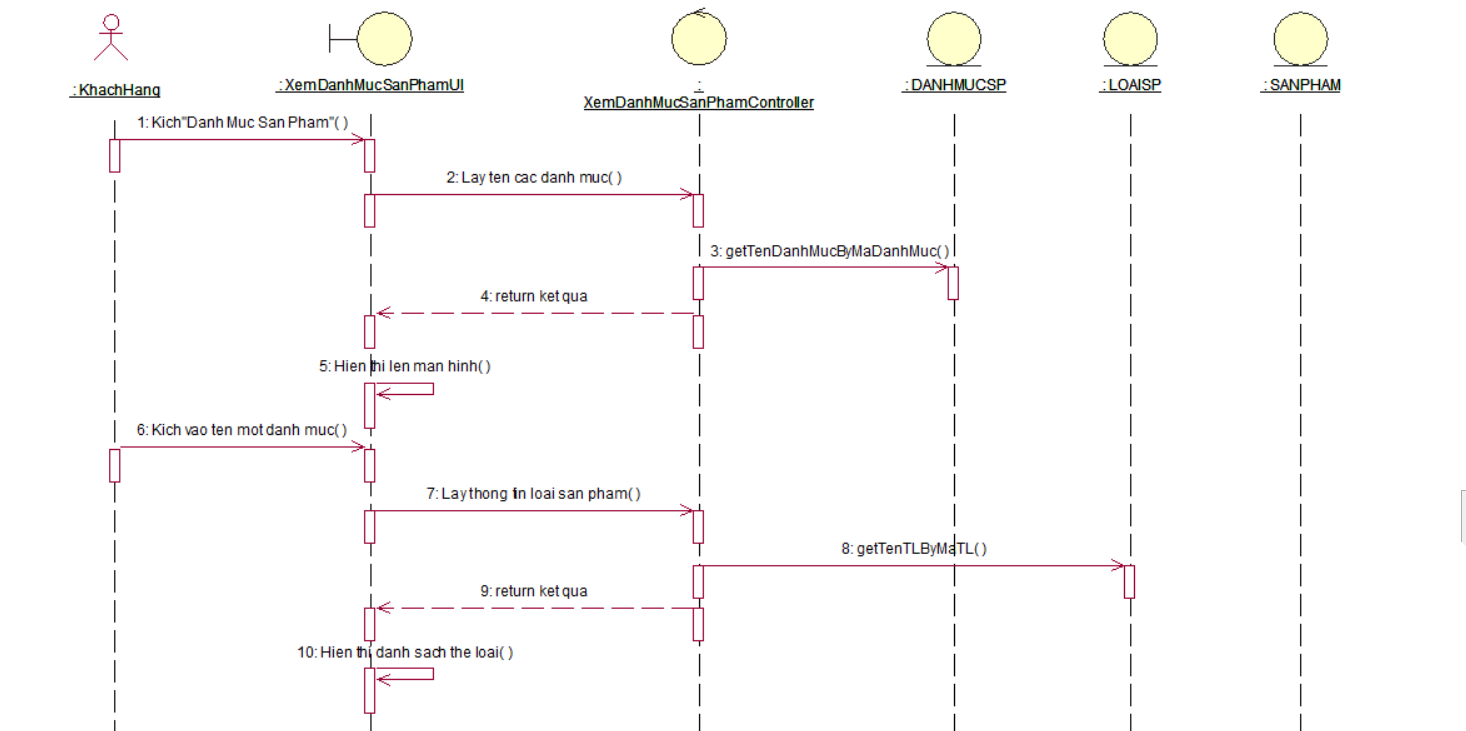 : KhachHang
: XemDanhMucSanPhamUI
:
XemDanhMucSanPhamController
: DANHMUCSP
: LOAISP
: SANPHAM
1: Kich"Danh Muc San Pham"( )
2: Lay ten cac danh muc( )
3: getTenDanhMucByMaDanhMuc( )
4: return ket qua
5: Hien thi len man hinh( )
6: Kich vao ten mot danh muc( )
7: Lay thong tin loai san pham( )
8: getTenTLByMaTL( )
9: return ket qua
10: Hien thi danh sach the loai( )